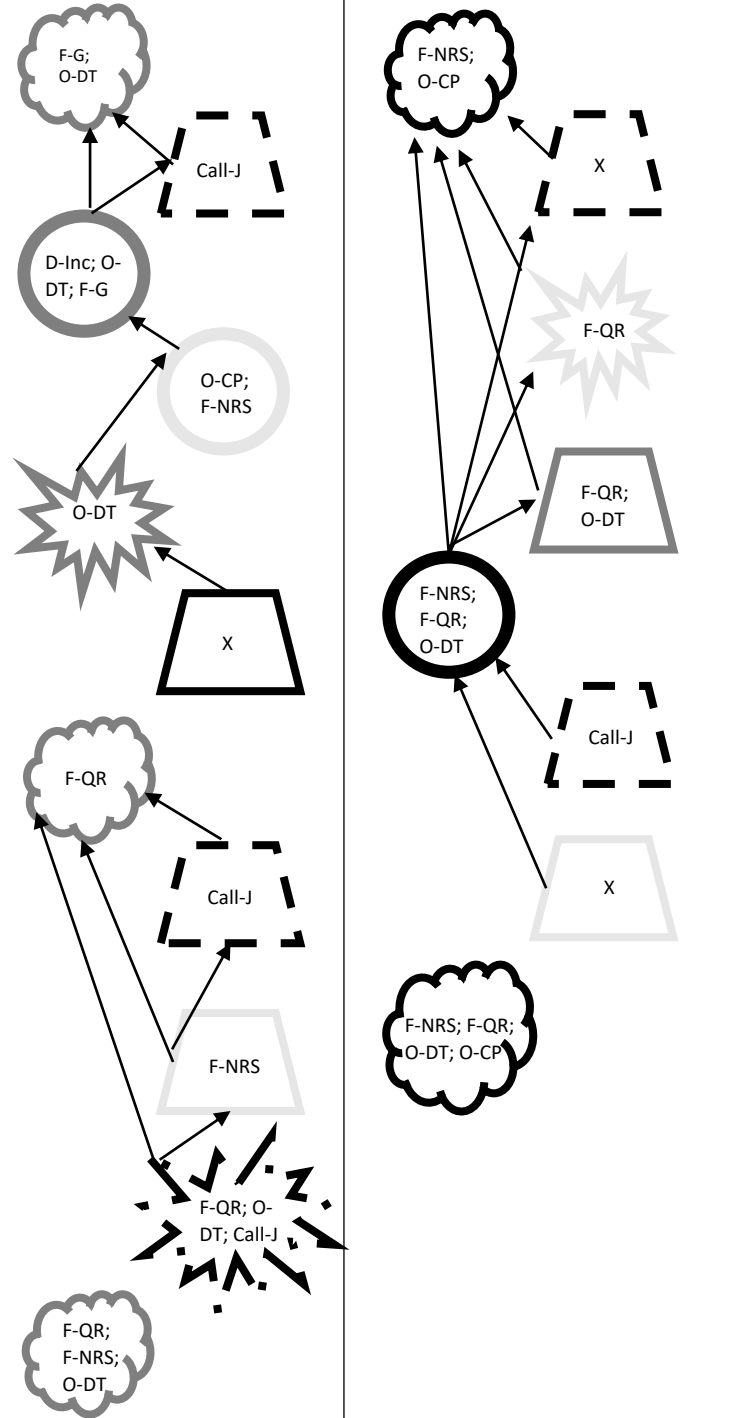 F-G;
O-DT
Call-J
D-Inc; O-
DT; F-G
O-CP;
F-NRS
O-DT
X
F-QR
Call-J
F-NRS
F-QR; O-
DT; Call-J
F-QR;
F-NRS;
O-DT
F-NRS;
O-CP
X
F-QR
F-QR;
O-DT
F-NRS;
F-QR;
O-DT
Call-J
X
F-NRS; F-QR;
O-DT; O-CP